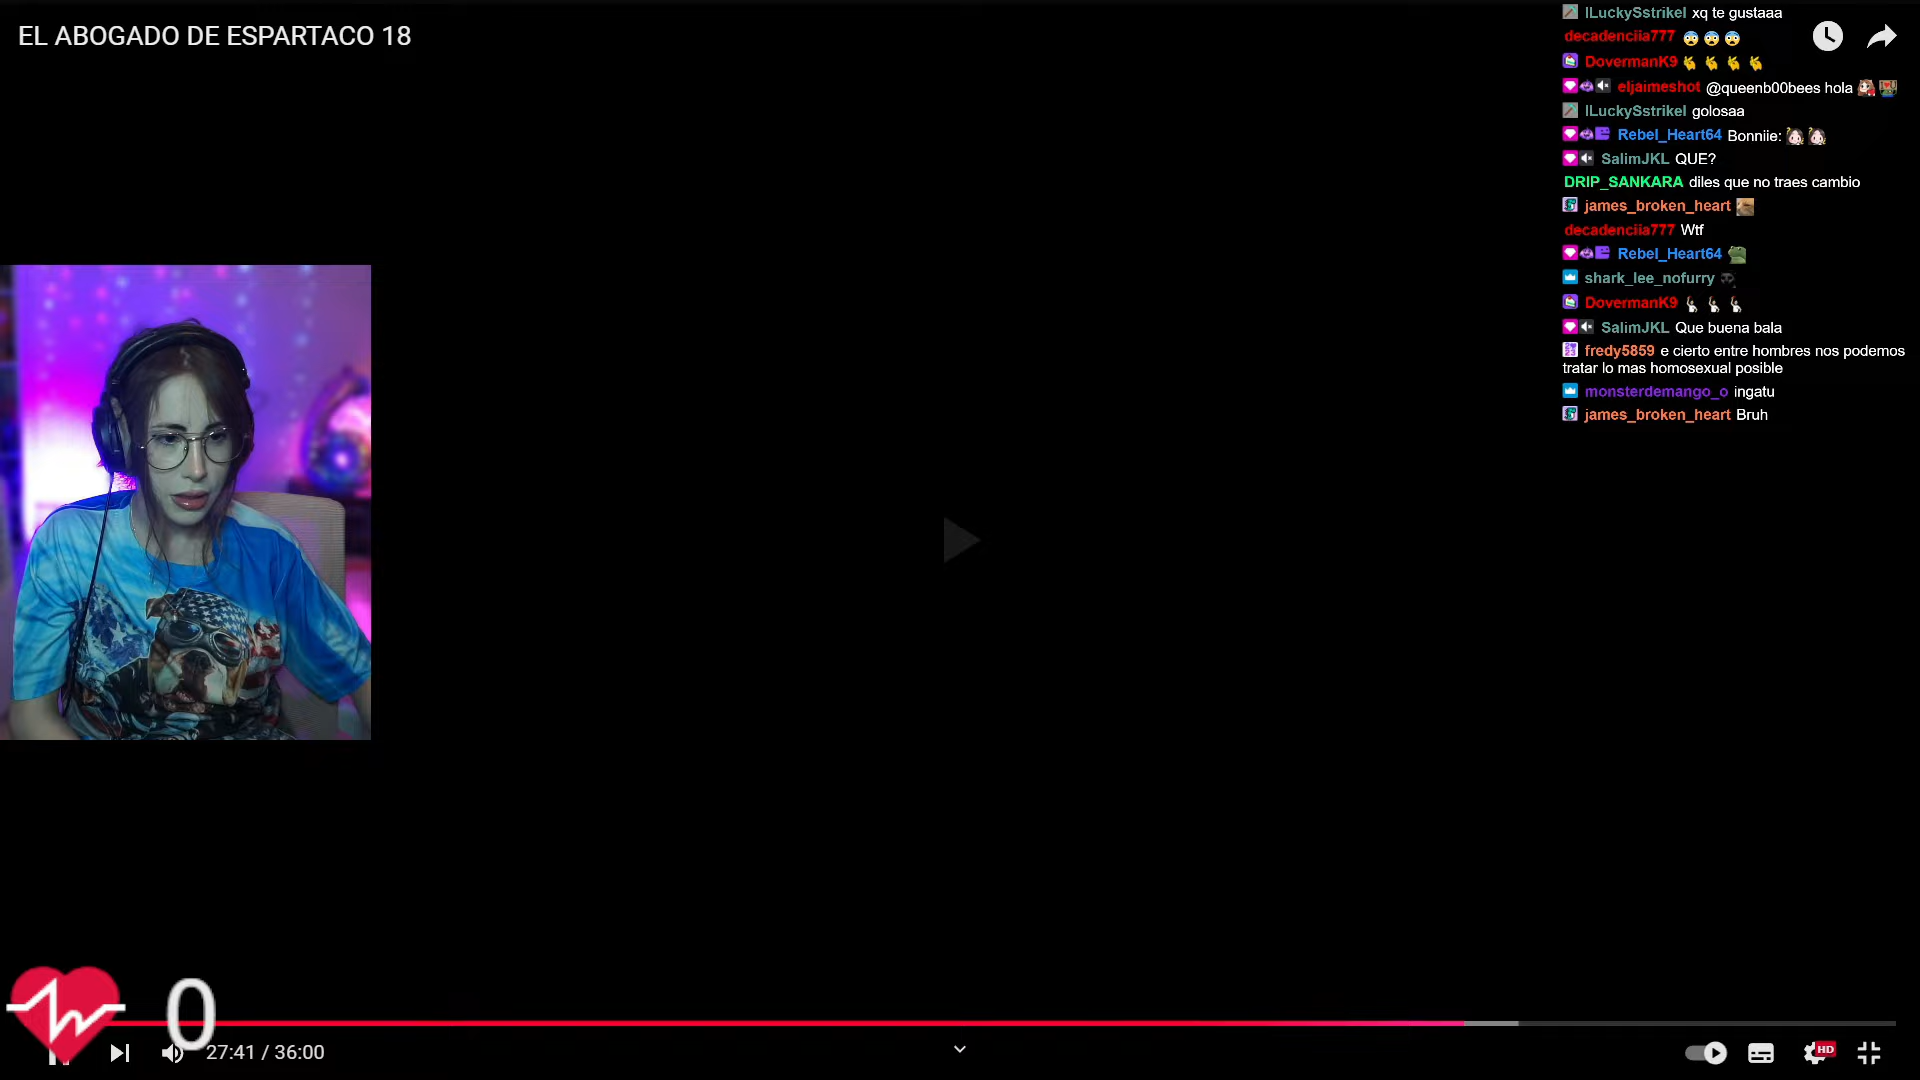 EL ABOGADO DE ESPARTACO 18
lLuckySstrikel xq te gustaaa
decadenciia777
DovermanK9
eljaimeshot @queenb00bees hola
lLuckySstrikel golosaa
Rebel_Heart64 Bonniie:
SalimJKL QUE?
DRIP_SANKARA diles que no traes cambio
james_broken_heart
decadenciia777 Wtf
Rebel_Heart64
shark_lee_nofurry
DovermanK9
SalimJKL Que buena bala
fredy5859 e cierto entre hombres nos podemos
tratar lo mas homosexual posible
monsterdemango_o ingatu
james_broken_heart Bruh
0
27:41 / 36:00
HD